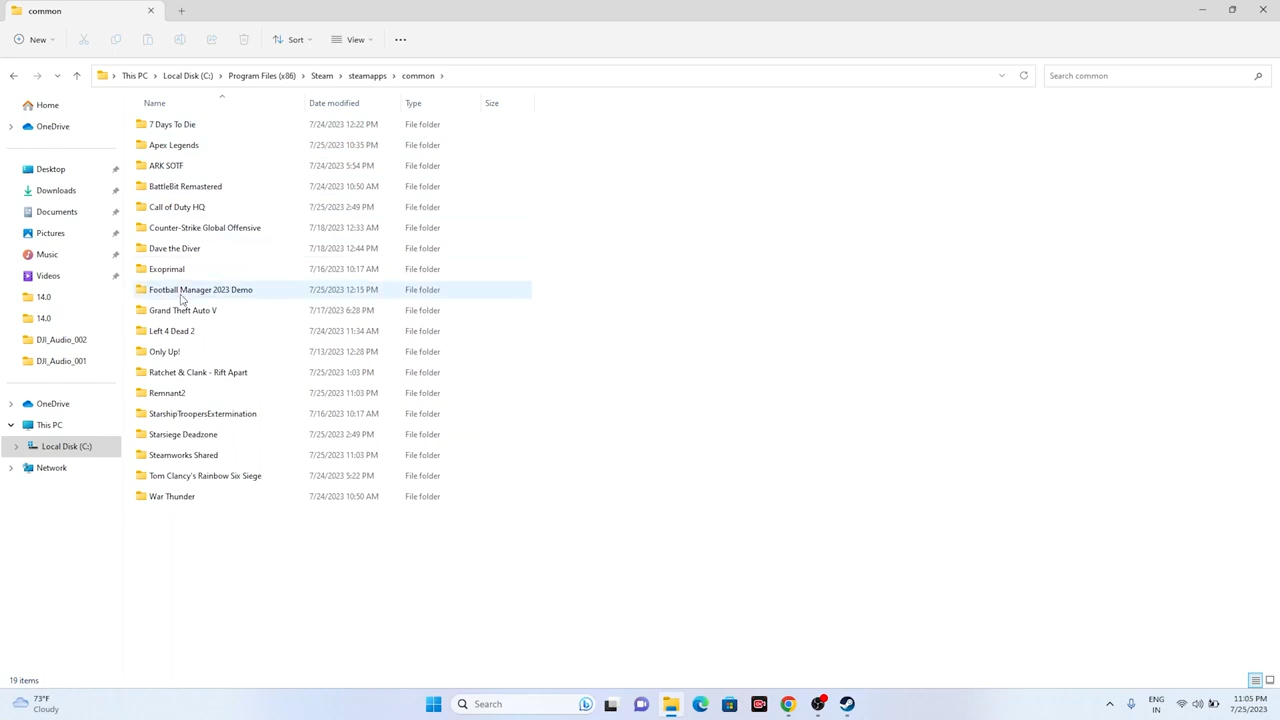 common
New
Sort
View
This PC
Local Disk (C:)
Program Files (x86)
Steam
steamapps
common
Search common
Home
OneDrive
Desktop
Downloads
Documents
Pictures
Music
Videos
14.0
14.0
DJI_Audio_002
DJI_Audio_001
OneDrive
This PC
Local Disk (C:)
Network
Name Date modified Type Size
7 Days To Die 7/24/2023 12:22 PM File folder
Apex Legends 7/25/2023 10:35 PM File folder
ARK SOTF 7/24/2023 5:54 PM File folder
BattleBit Remastered 7/24/2023 10:50 AM File folder
Call of Duty HQ 7/25/2023 2:49 PM File folder
Counter-Strike Global Offensive 7/18/2023 12:33 AM File folder
Dave the Diver 7/18/2023 12:44 PM File folder
Exoprimal 7/16/2023 10:17 AM File folder
Football Manager 2023 Demo 7/25/2023 12:15 PM File folder
Grand Theft Auto V 7/17/2023 6:28 PM File folder
Left 4 Dead 2 7/24/2023 11:34 AM File folder
Only Up! 7/13/2023 12:28 PM File folder
Ratchet & Clank - Rift Apart 7/25/2023 1:03 PM File folder
Remnant2 7/25/2023 11:03 PM File folder
StarshipTroopersExtermination 7/16/2023 10:17 AM File folder
Starsiege Deadzone 7/25/2023 2:49 PM File folder
Steamworks Shared 7/25/2023 11:03 PM File folder
Tom Clancy's Rainbow Six Siege 7/24/2023 5:22 PM File folder
War Thunder 7/24/2023 10:50 AM File folder
19 items
73°F
Cloudy
Search
ENG
IN
11:05 PM
7/25/2023